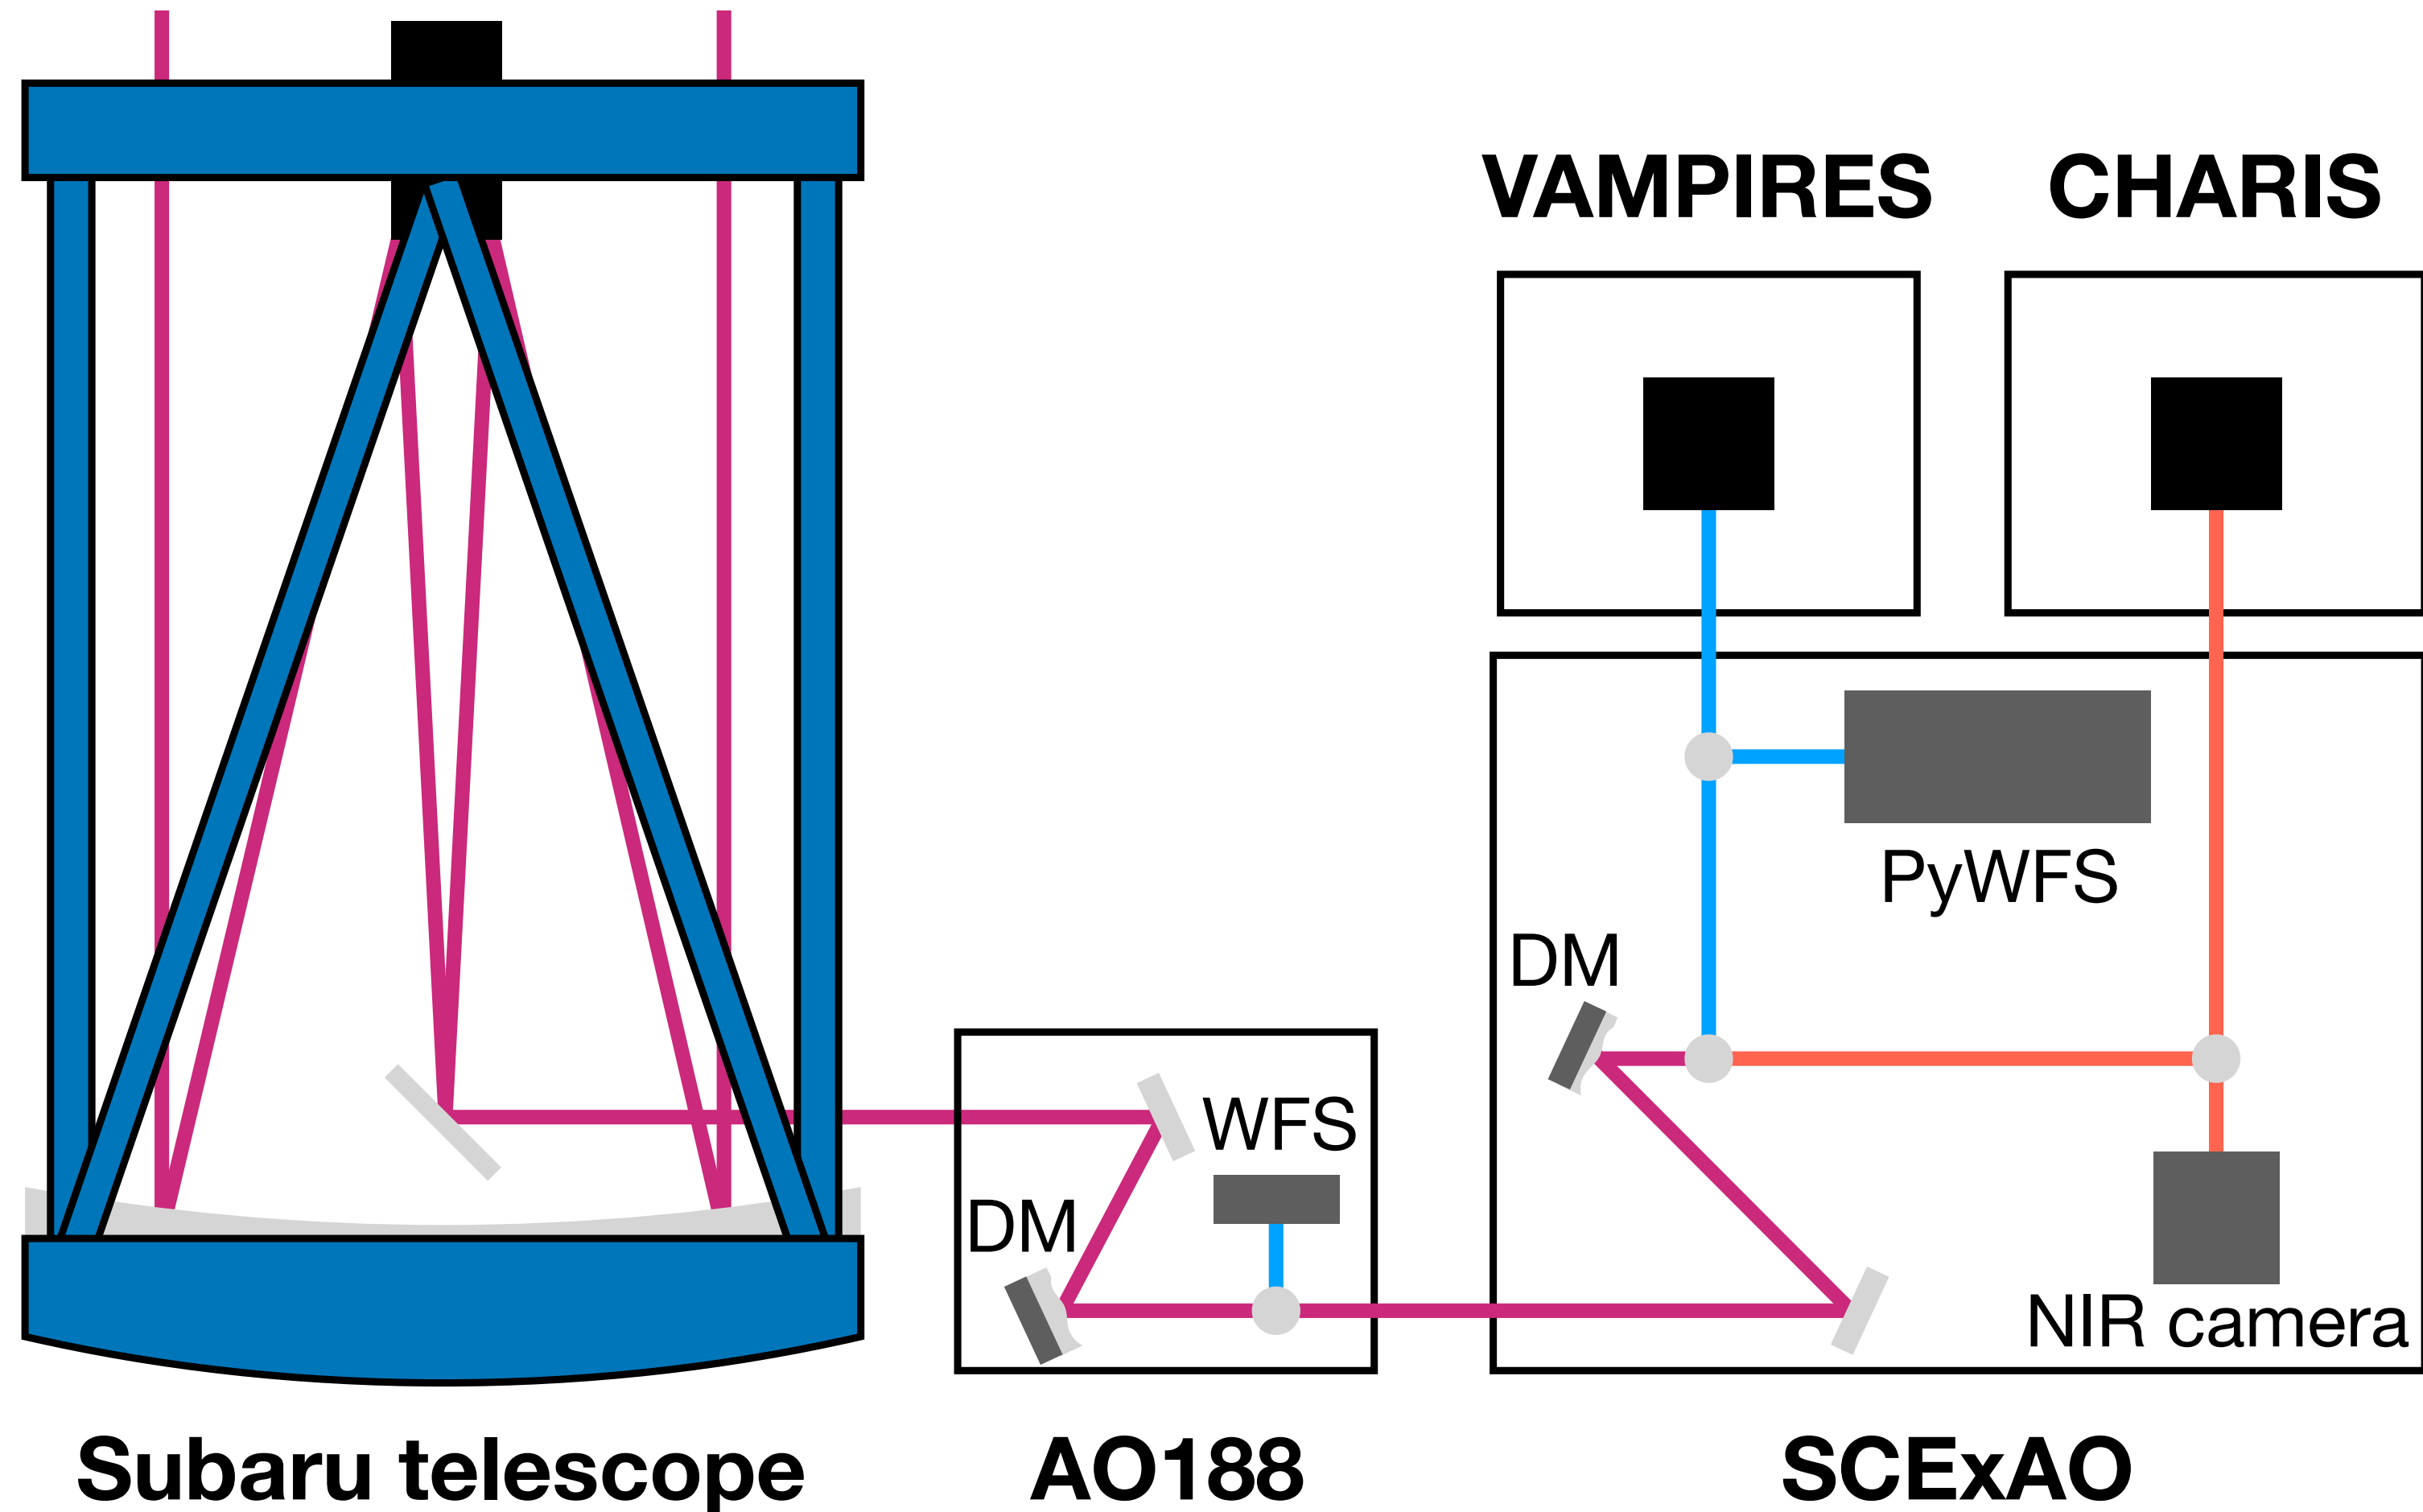 VAMPIRES
CHARIS
PyWFS
DM
WFS
DM
NIR camera
Subaru telescope
AO188
SCExAO